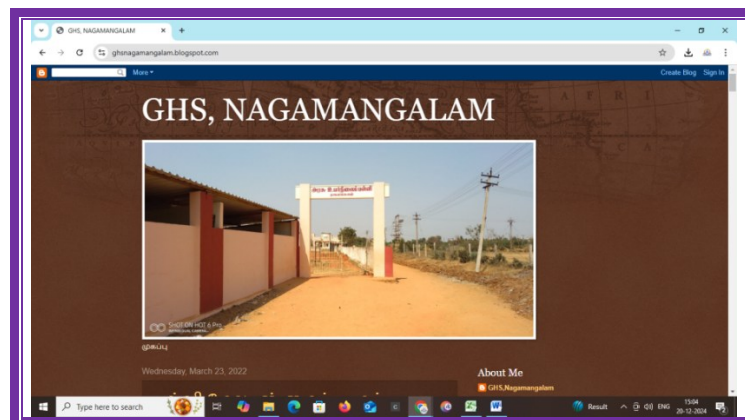 GHS, NAGAMANGALAM
ghsnagamangalam.blogspot.com
More
Create Blog Sign In
GHS, NAGAMANGALAM
SHOT ON HOT 6 Pro
முகப்பு
Wednesday, March 23, 2022
About Me
GHS,Nagamangalam
Type here to search
Result
ENG
15:04
20-12-2024